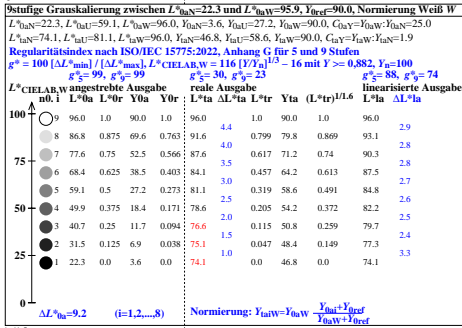 9stufige Grauskalierung zwischen L*0aN=22.3 und L*0aW=95.9, Y0ref=90.0, Normierung Weiß W
L*0aN=22.3, L*0aU=59.1, L*0aW=96.0, Y0aN=3.6, Y0aU=27.2, Y0aW=90.0, C0aY=Y0aW:Y0aN=25.0
L*taN=74.1, L*taU=81.1, L*taW=96.0, YtaN=46.8, YtaU=58.6, YtaW=90.0, CtaY=YtaW:YtaN=1.9
Regularitätsindex nach ISO/IEC 15775:2022, Anhang G für 5 und 9 Stufen
g* = 100 [ΔL*min] / [ΔL*max], L*CIELAB,W = 116 [Y/Yn]^1/3 − 16 mit Y >= 0,882, Yn=100
g*5= 99, g*9= 99 g*5= 30, g*9= 23 g*5= 88, g*9= 74
L*CIELAB,W angestrebte Ausgabe reale Ausgabe linearisierte Ausgabe
n0. i L*0a L*0r Y0a Y0r L*ta ΔL*ta L*tr Yta (L*tr)^1/1.6 L*la ΔL*la
9 96.0 1.0 90.0 1.0 96.0 1.0 90.0 1.0 96.0
4.4 2.9
8 86.8 0.875 69.6 0.763 91.6 0.799 79.8 0.869 93.1
4.0 2.8
75 7 77.6 0.75 52.5 0.566 87.6 0.617 71.2 0.74 90.3
3.5 2.8
6 68.4 0.625 38.5 0.403 84.1 0.457 64.2 0.613 87.5
3.0 2.7
50 5 59.1 0.5 27.2 0.273 81.1 0.319 58.6 0.491 84.8
2.5 2.6
4 49.9 0.375 18.4 0.171 78.6 0.205 54.2 0.372 82.2
2.0 2.5
3 40.7 0.25 11.7 0.094 76.6 0.115 50.8 0.259 79.7
1.5 2.4
25 2 31.5 0.125 6.9 0.038 75.1 0.047 48.4 0.149 77.3
1.0 3.3
1 22.3 0.0 3.6 0.0 74.1 0.0 46.8 0.0 74.1
100
0 ΔL*0a=9.2 (i=1,2,...,8) Normierung: YtaiW=Y0aW Y0ai+Y0ref
Y0aW+Y0ref